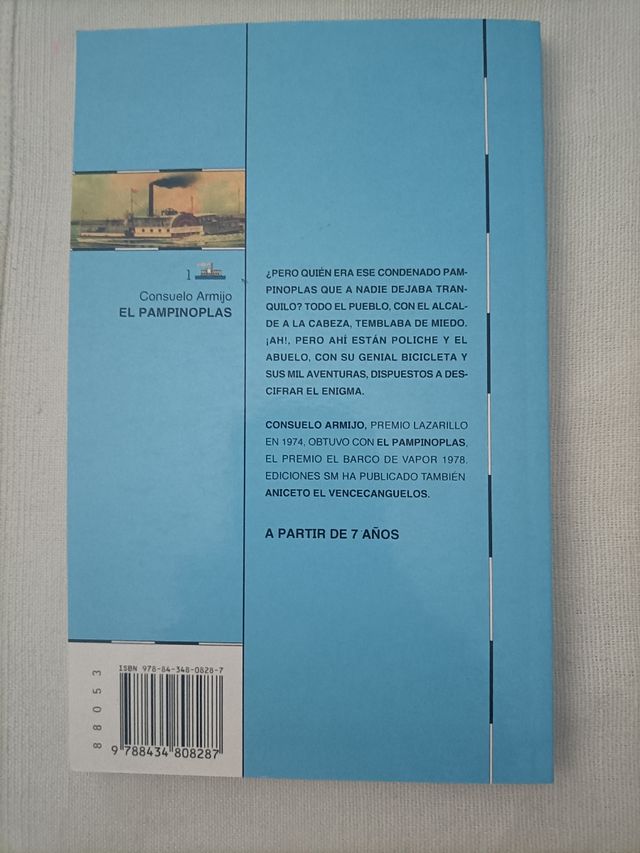 1
Consuelo Armijo
EL PAMPINOPLAS
¿PERO QUIÉN ERA ESE CONDENADO PAM-
PINOPLAS QUE A NADIE DEJABA TRAN-
QUILO? TODO EL PUEBLO, CON EL ALCAL-
DE A LA CABEZA, TEMBLABA DE MIEDO.
¡AH!, PERO AHÍ ESTÁN POLICHE Y EL
ABUELO, CON SU GENIAL BICICLETA Y
SUS MIL AVENTURAS, DISPUESTOS A DES-
CIFRAR EL ENIGMA.
CONSUELO ARMIJO, PREMIO LAZARILLO
EN 1974, OBTUVO CON EL PAMPINOPLAS,
EL PREMIO EL BARCO DE VAPOR 1978.
EDICIONES SM HA PUBLICADO TAMBIÉN
ANICETO EL VENCECANGUELOS.
A PARTIR DE 7 AÑOS
ISBN 978-84-348-0828-7
88053
9 788434 808287